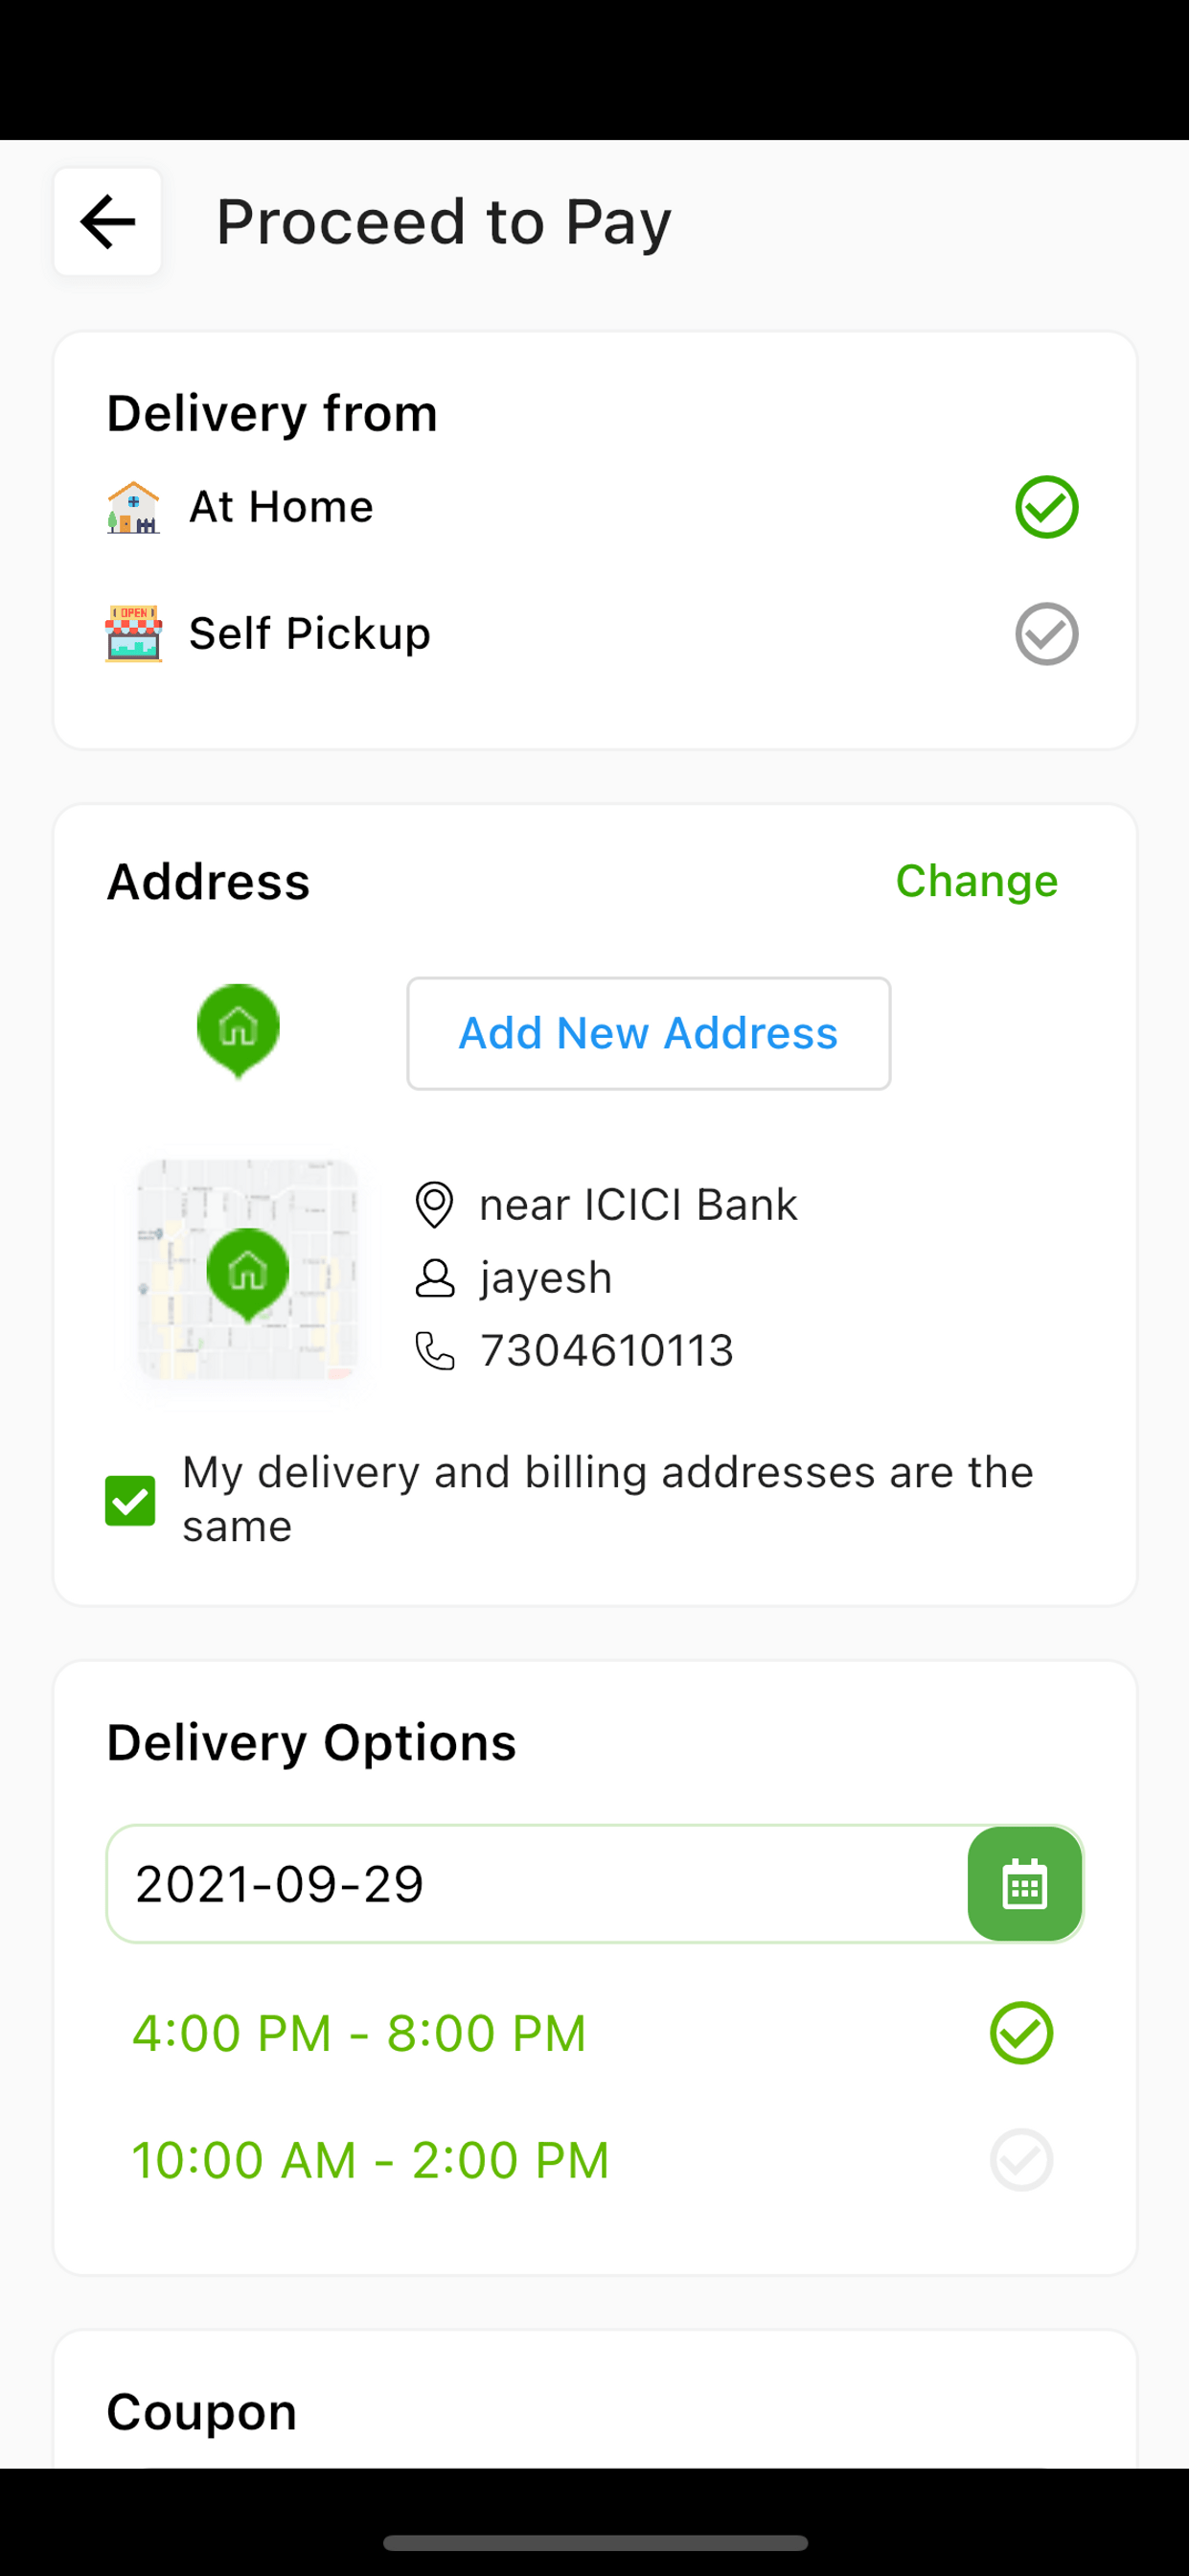 Proceed to Pay
Delivery from
At Home
OPEN
Self Pickup
Address
Change
Add New Address
near ICICI Bank
jayesh
7304610113
My delivery and billing addresses are the
same
Delivery Options
2021-09-29
4:00 PM - 8:00 PM
10:00 AM - 2:00 PM
Coupon